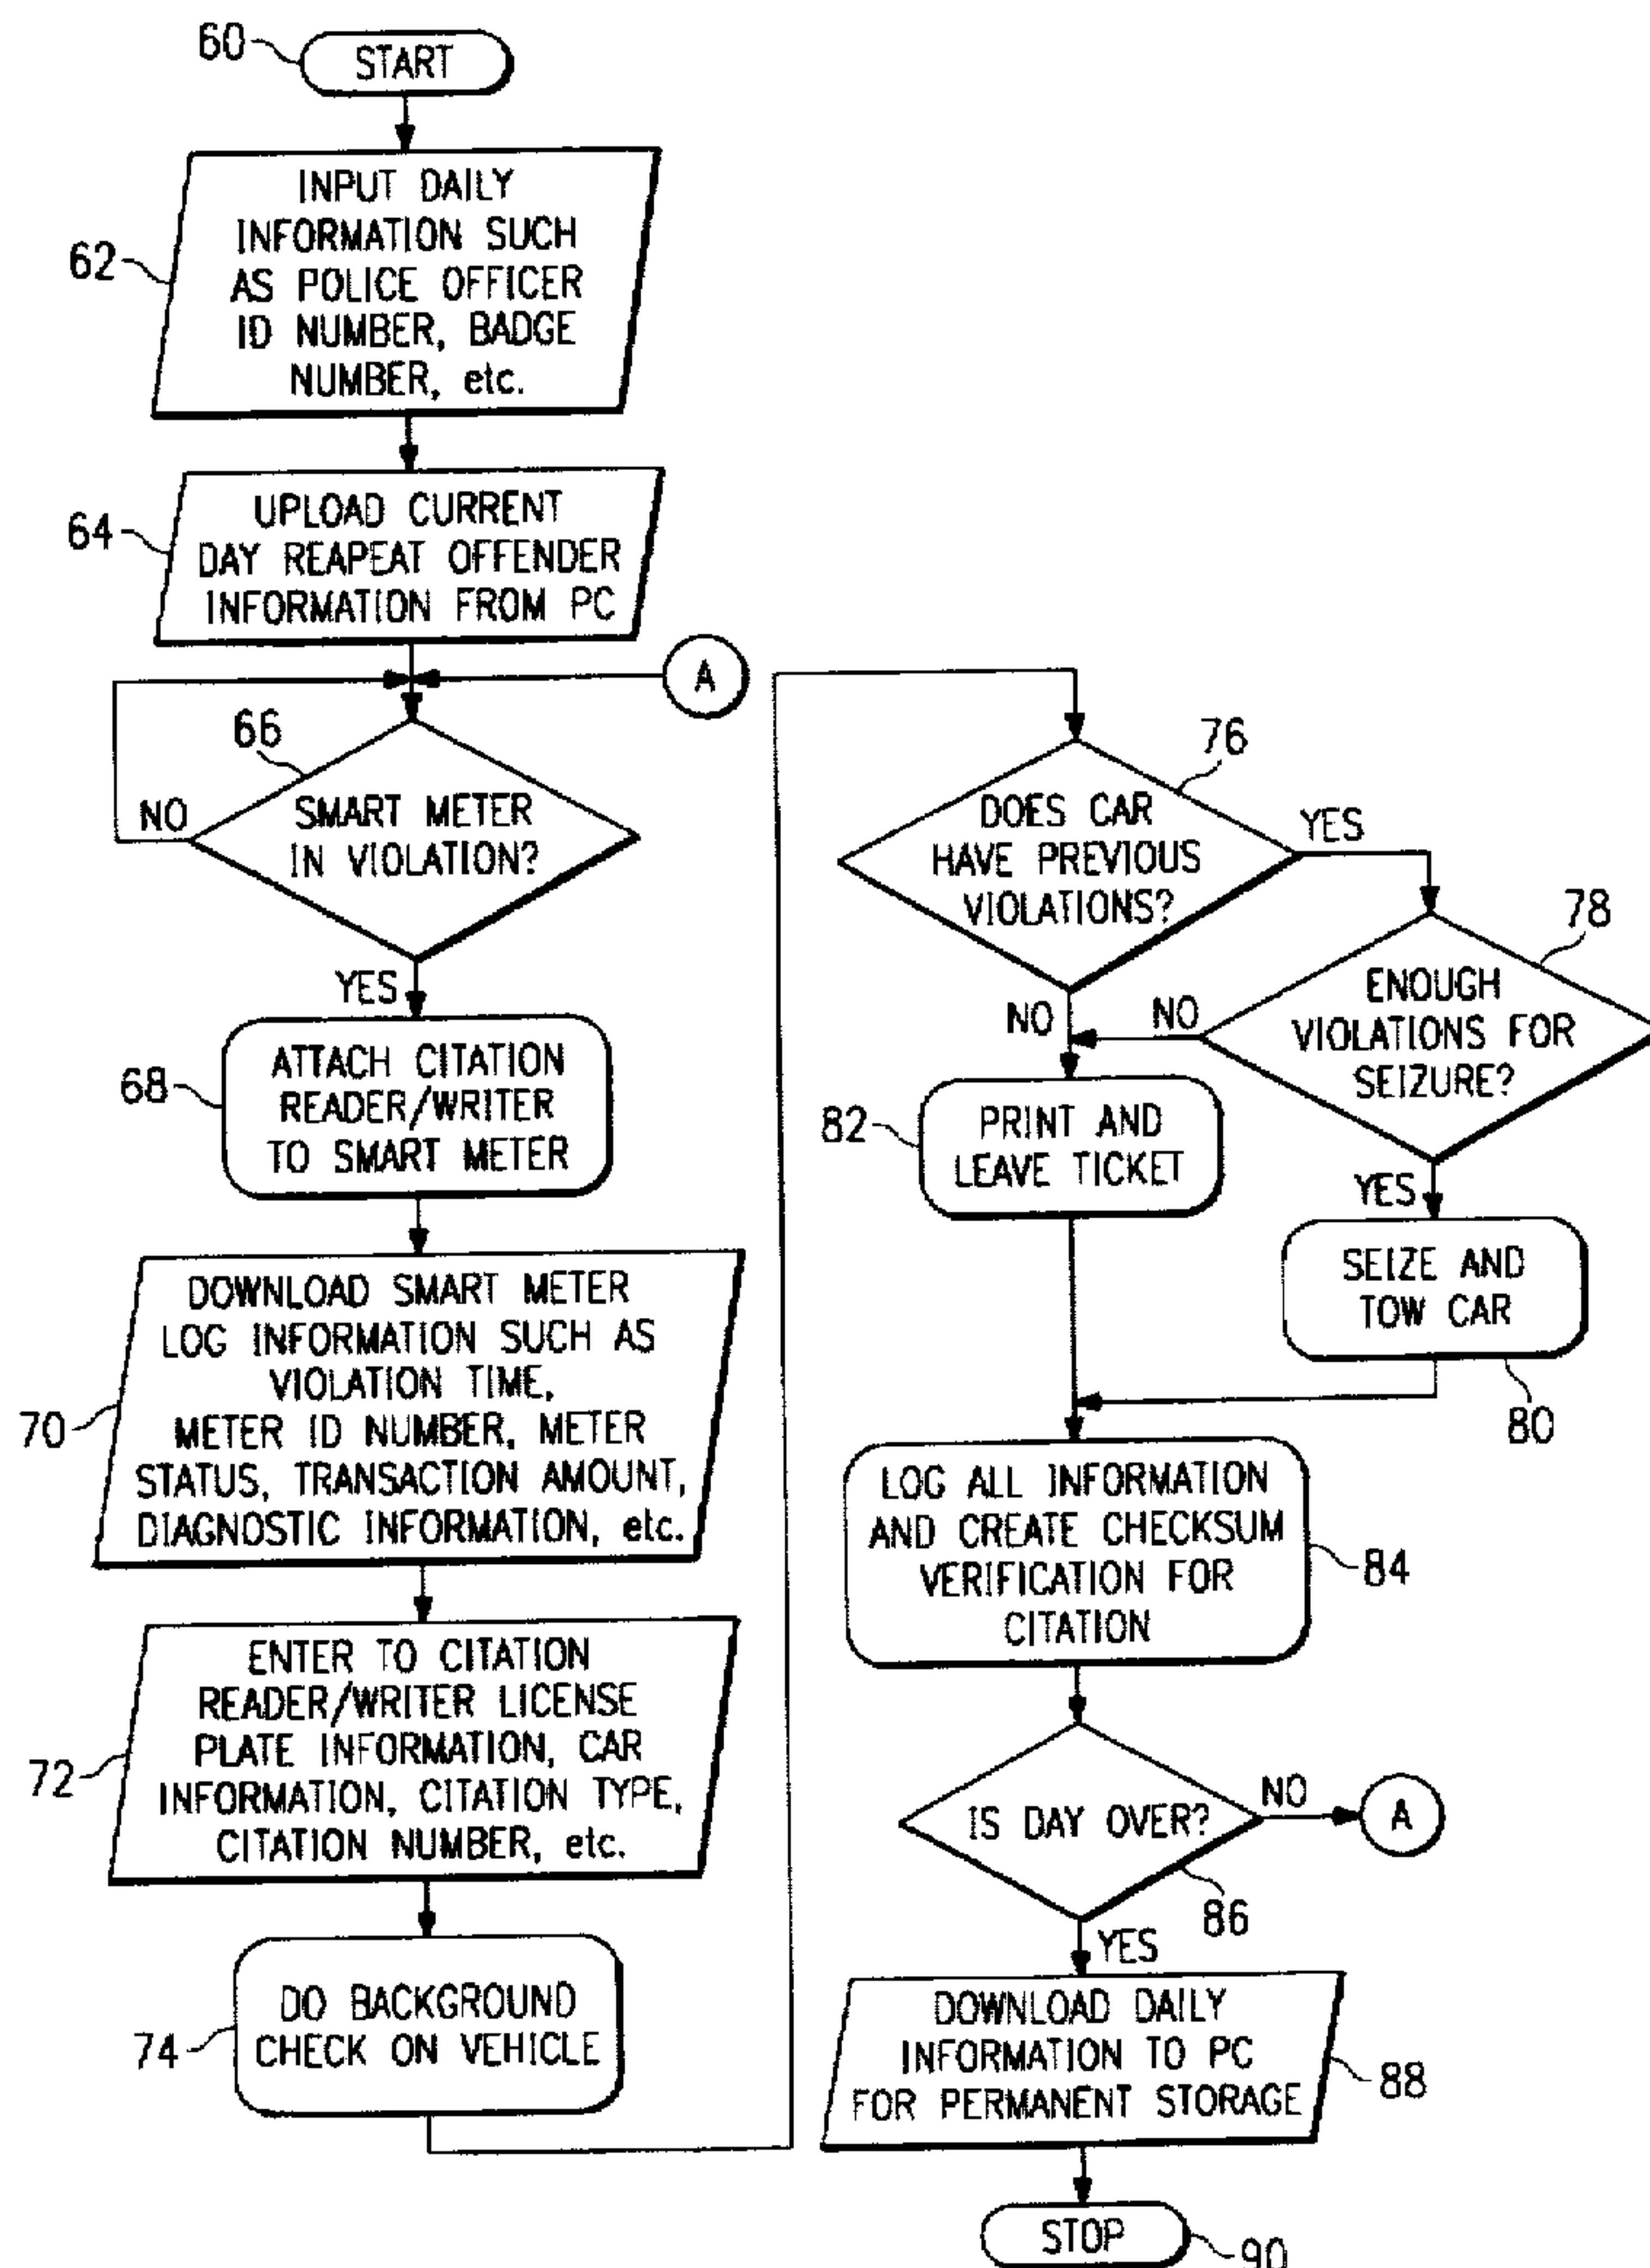 60
START
62
INPUT DAILY
INFORMATION SUCH
AS POLICE OFFICER
ID NUMBER, BADGE
NUMBER, etc.
64
UPLOAD CURRENT
DAY REAPEAT OFFENDER
INFORMATION FROM PC
A
66
NO
SMART METER
IN VIOLATION?
YES
68
ATTACH CITATION
READER/WRITER
TO SMART METER
70
DOWNLOAD SMART METER
LOG INFORMATION SUCH AS
VIOLATION TIME,
METER ID NUMBER, METER
STATUS, TRANSACTION AMOUNT,
DIAGNOSTIC INFORMATION, etc.
72
ENTER TO CITATION
READER/WRITER LICENSE
PLATE INFORMATION, CAR
INFORMATION, CITATION TYPE,
CITATION NUMBER, etc.
74
DO BACKGROUND
CHECK ON VEHICLE
76
DOES CAR
HAVE PREVIOUS
VIOLATIONS?
YES
NO
78
ENOUGH
VIOLATIONS FOR
SEIZURE?
NO
YES
82
PRINT AND
LEAVE TICKET
SEIZE AND
TOW CAR
80
LOG ALL INFORMATION
AND CREATE CHECKSUM
VERIFICATION FOR
CITATION
84
IS DAY OVER?
NO
A
86
YES
DOWNLOAD DAILY
INFORMATION TO PC
FOR PERMANENT STORAGE
88
STOP
90